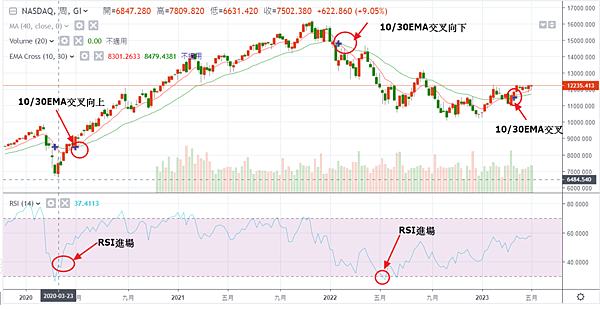 NASDAQ, 周, GI 開=6847.280 高=7809.820 低=6631.420 收=7502.380 +622.860 (+9.05%)
MA (40, close, 0)
Volume (20) 0.00 不適用
EMA Cross (10, 30) 8301.2633 8479.4381 不適用
10/30EMA交叉向下
10/30EMA交叉向上
10/30EMA交叉
16000.000
15000.000
14000.000
13000.000
12235.413
11000.000
10000.000
9000.000
8000.000
7000.000
6484.540
6000.000
RSI (14) 37.4113
RSI進場
RSI進場
80.0000
60.0000
40.0000
2020 2020-03-23 九月 2021 五月 九月 2022 五月 九月 2023 五月